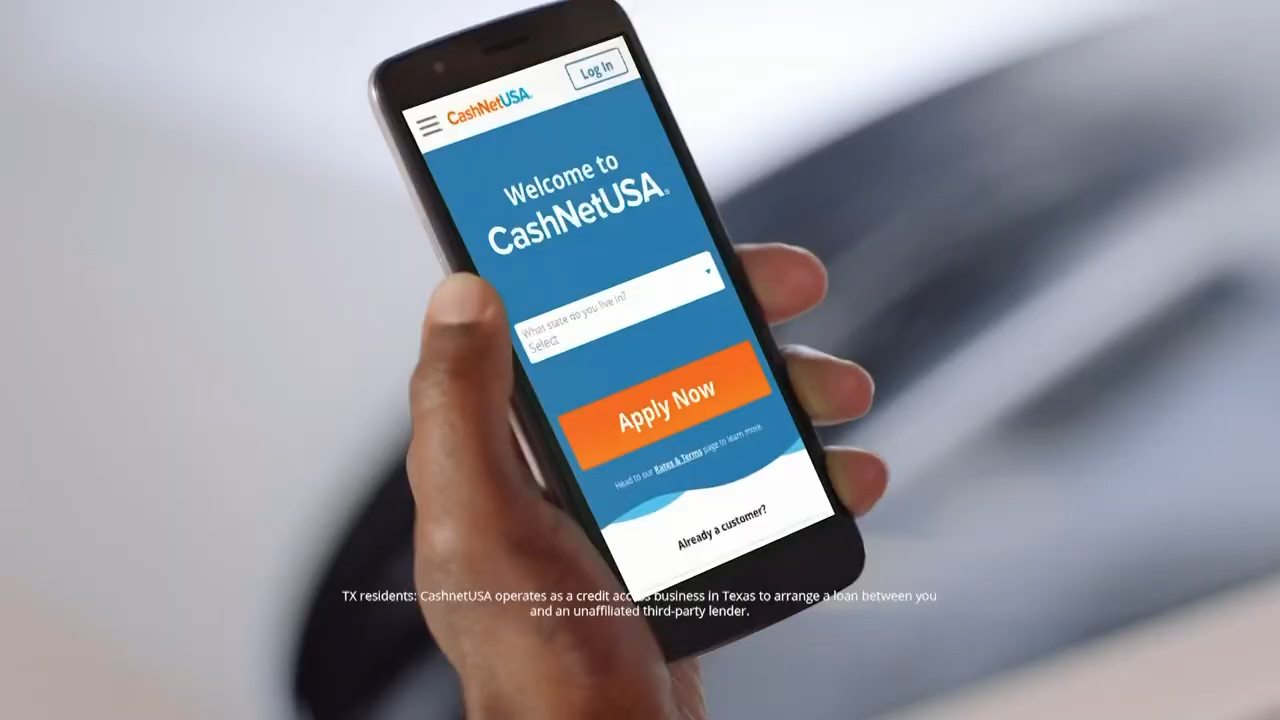 CashNetUSA
Log In
Welcome to
CashNetUSA®
What state do you live in?
Select
Apply Now
Head to our Rates & Terms page to learn more.
Already a customer?
TX residents: CashnetUSA operates as a credit access business in Texas to arrange a loan between you
and an unaffiliated third-party lender.